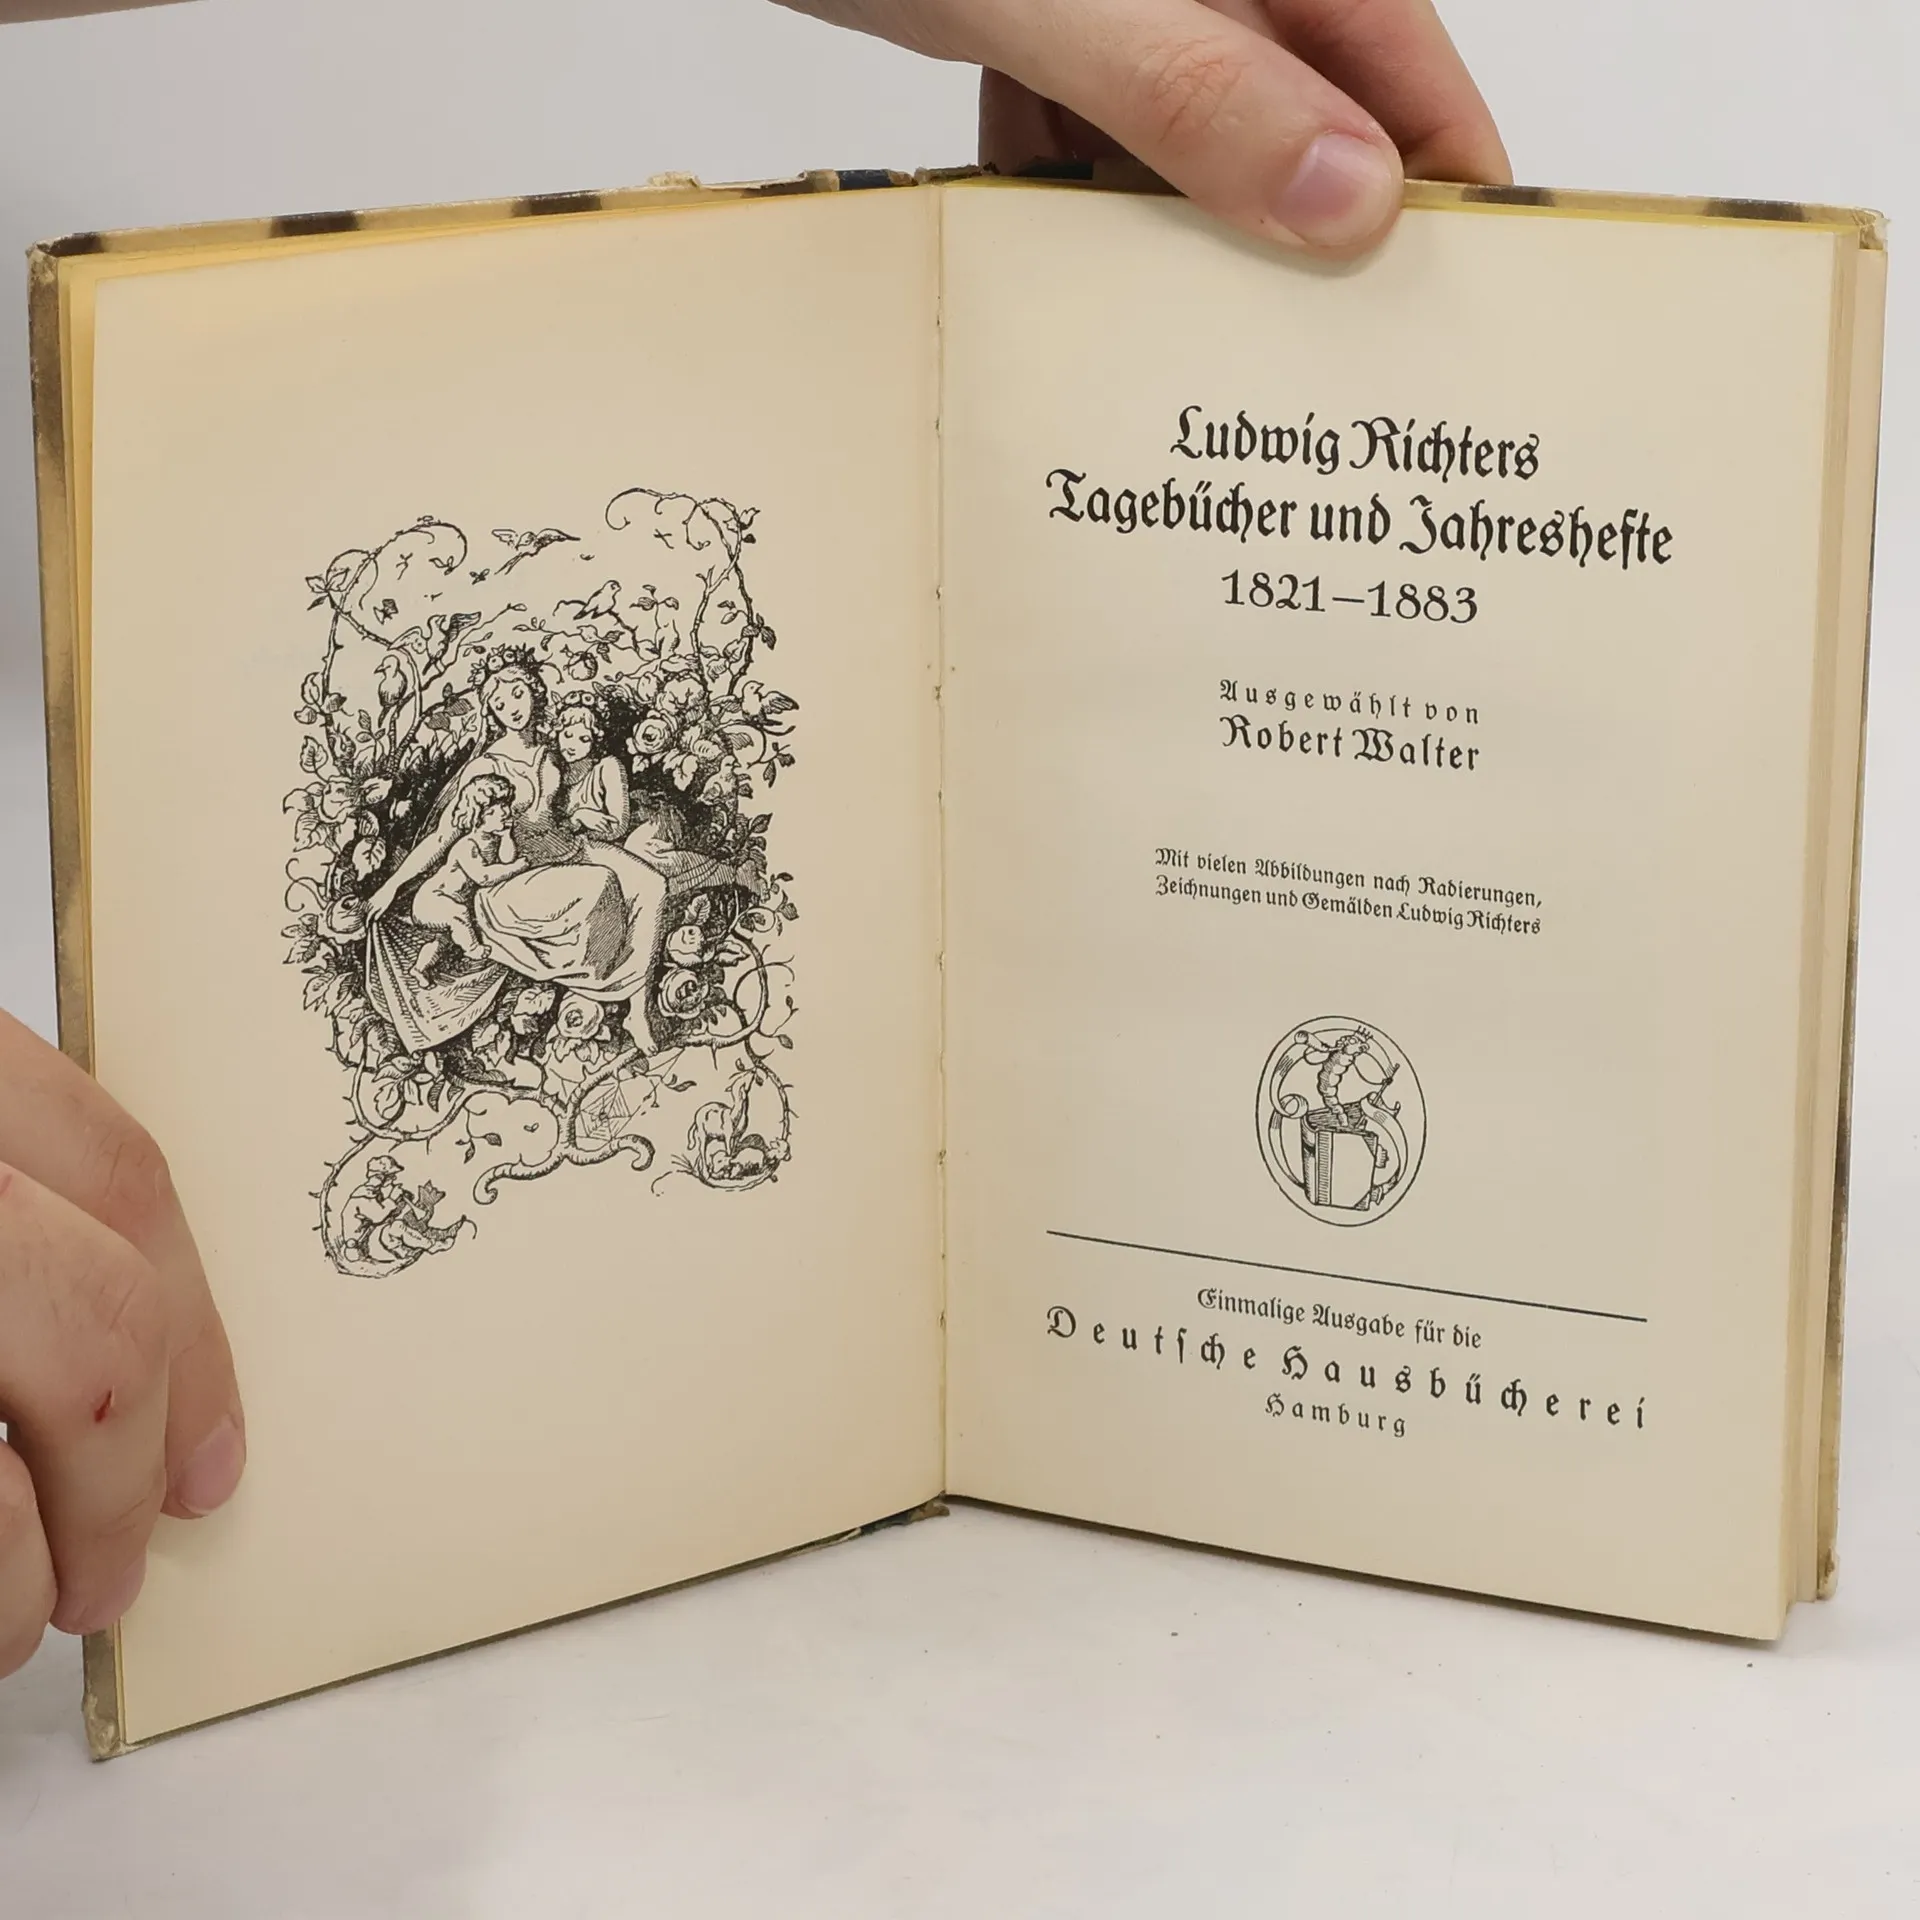 Ludwig Richters
Tagebücher und Jahreshefte
1821–1883
Ausgewählt von
Robert Walter
Mit vielen Abbildungen nach Radierungen,
Zeichnungen und Gemälden Ludwig Richters
Einmalige Ausgabe für die
Deutſche Hausbücherei
Hamburg